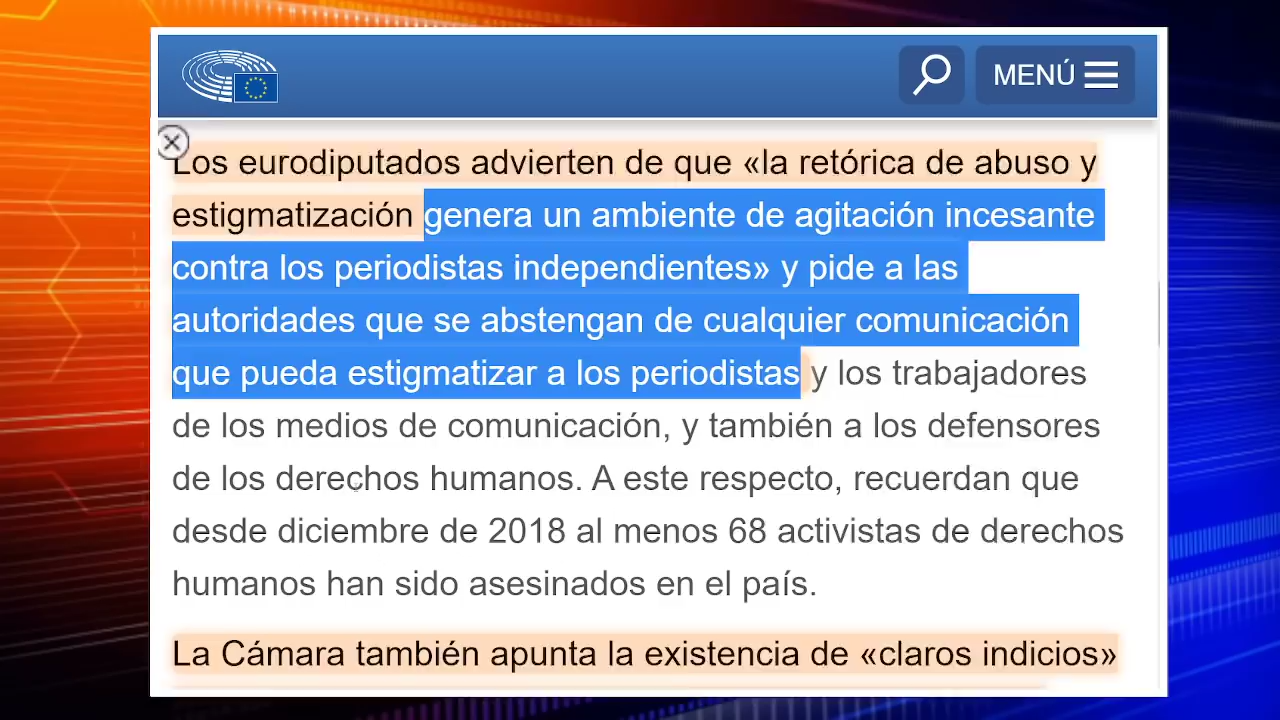 MENÚ
Los eurodiputados advierten de que «la retórica de abuso y
estigmatización genera un ambiente de agitación incesante
contra los periodistas independientes» y pide a las
autoridades que se abstengan de cualquier comunicación
que pueda estigmatizar a los periodistas y los trabajadores
de los medios de comunicación, y también a los defensores
de los derechos humanos. A este respecto, recuerdan que
desde diciembre de 2018 al menos 68 activistas de derechos
humanos han sido asesinados en el país.
La Cámara también apunta la existencia de «claros indicios»